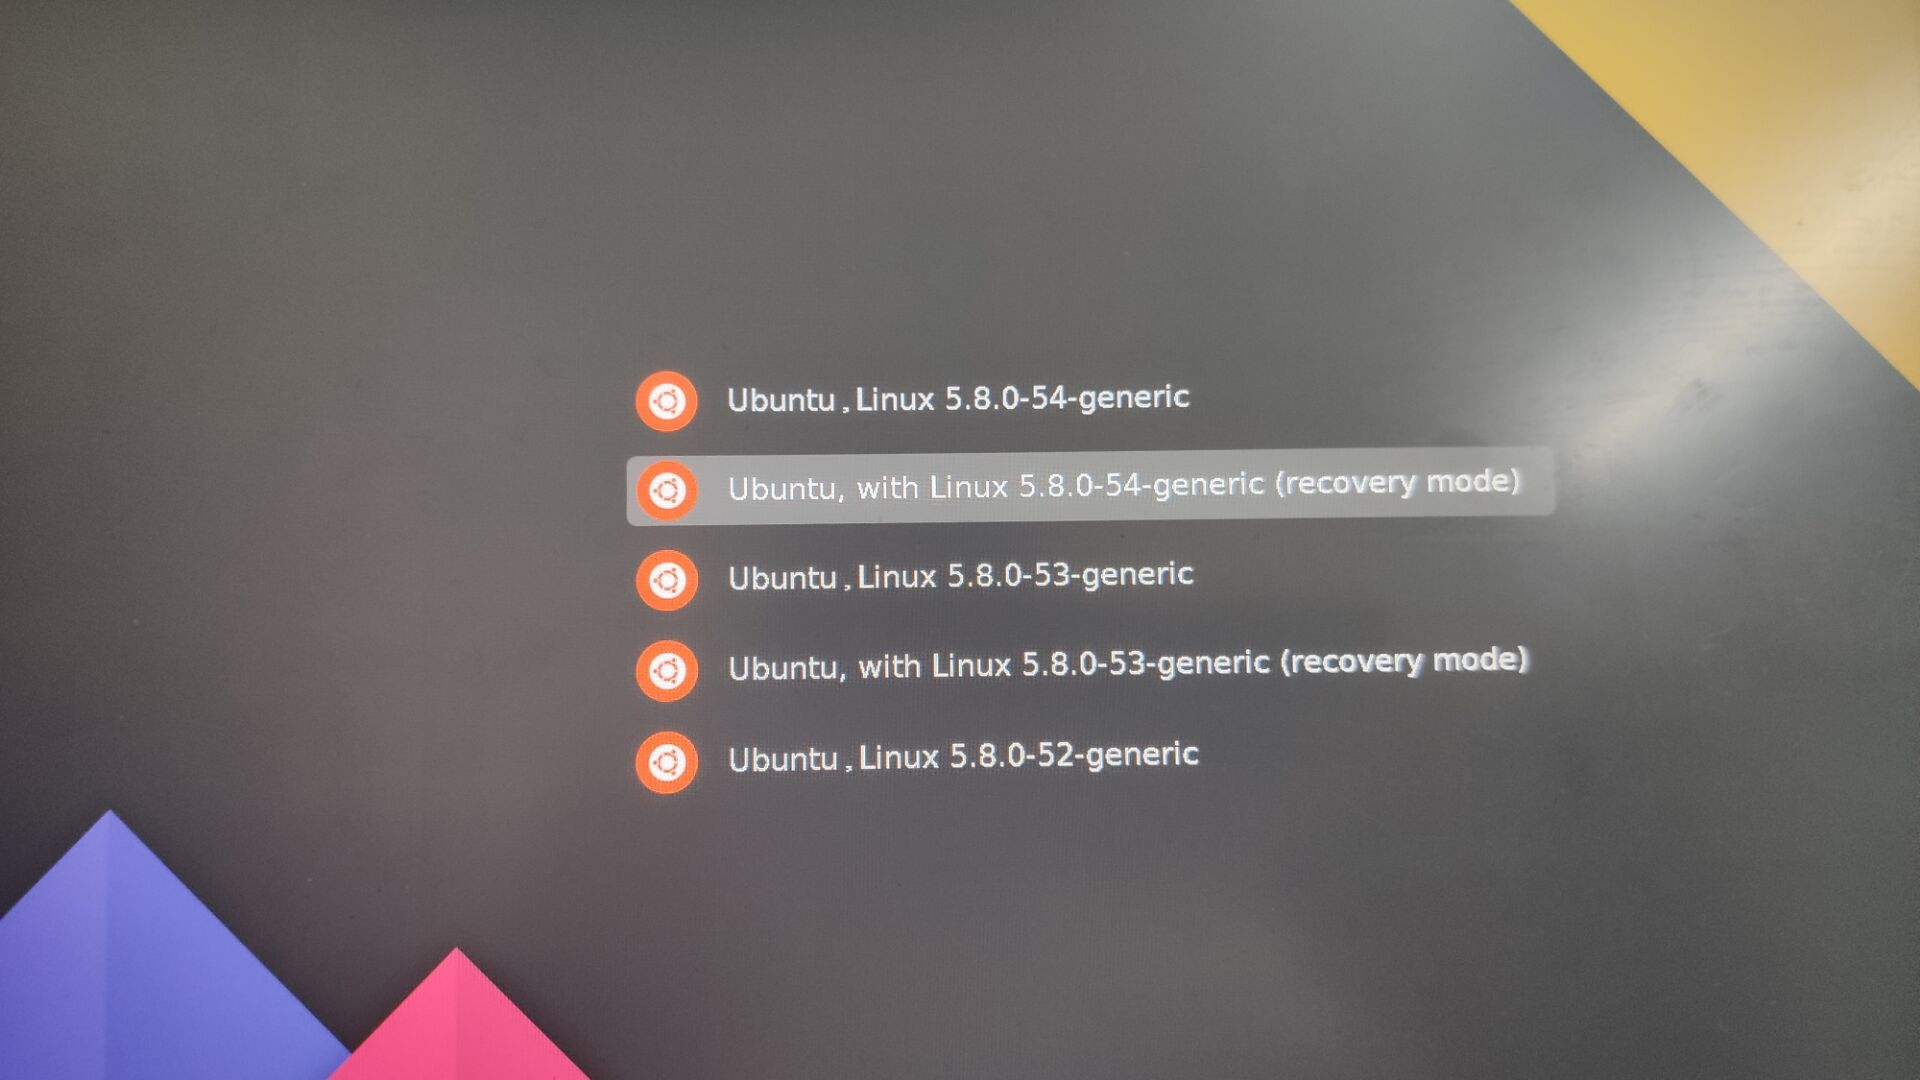 Ubuntu , Linux 5.8.0-54-generic
Ubuntu, with Linux 5.8.0-54-generic (recovery mode)
Ubuntu , Linux 5.8.0-53-generic
Ubuntu, with Linux 5.8.0-53-generic (recovery mode)
Ubuntu , Linux 5.8.0-52-generic